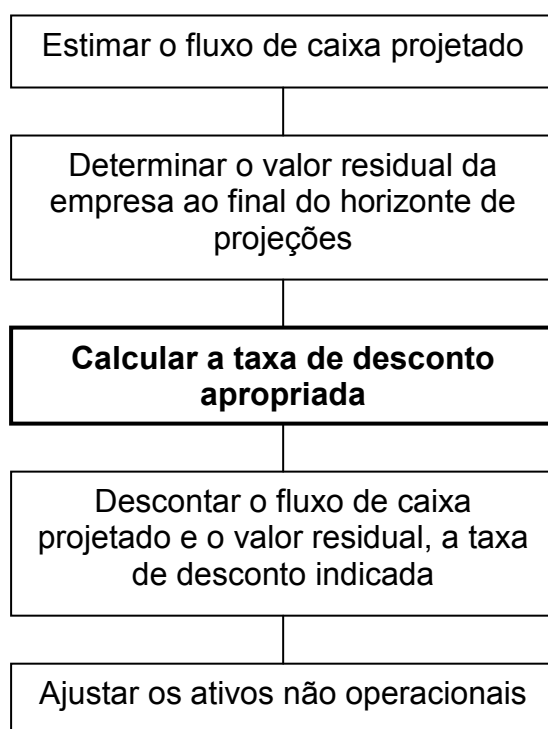 Estimar o fluxo de caixa projetado
Determinar o valor residual da
empresa ao final do horizonte de
projeções
Calcular a taxa de desconto
apropriada
Descontar o fluxo de caixa
projetado e o valor residual, a taxa
de desconto indicada
Ajustar os ativos não operacionais